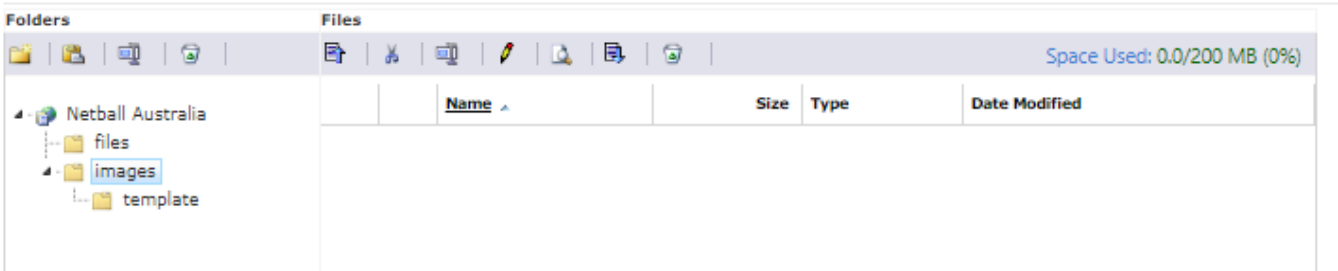 Folders
Files
Space Used: 0.0/200 MB (0%)
Name Size Type Date Modified
Netball Australia
files
images
template